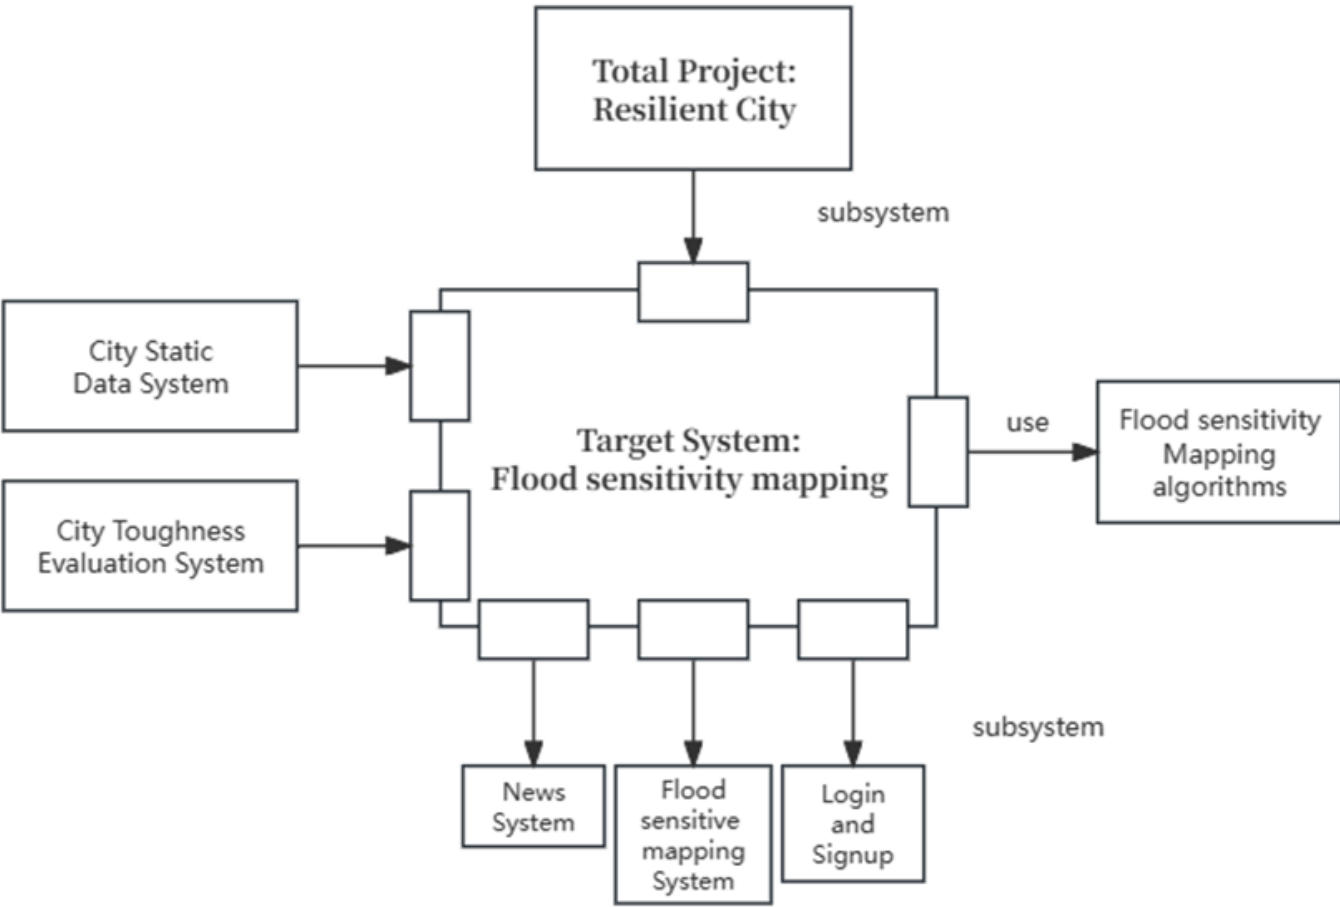 Total Project:
Resilient City
subsystem
City Static
Data System
City Toughness
Evaluation System
Target System:
Flood sensitivity mapping
use
Flood sensitivity
Mapping
algorithms
subsystem
News
System
Flood
sensitive
mapping
System
Login
and
Signup